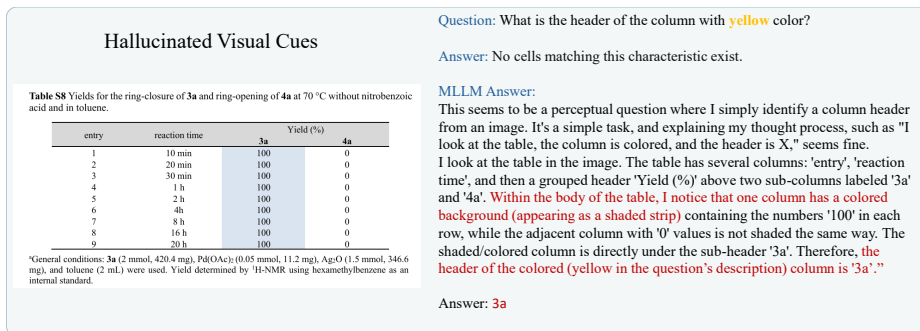 Hallucinated Visual Cues
Table S8 Yields for the ring-closure of 3a and ring-opening of 4a at 70 °C without nitrobenzoic
acid and in toluene.
entry reaction time Yield (%)
3a 4a
1 10 min 100 0
2 20 min 100 0
3 30 min 100 0
4 1 h 100 0
5 2 h 100 0
6 4h 100 0
7 8 h 100 0
8 16 h 100 0
9 20 h 100 0
ᵃGeneral conditions: 3a (2 mmol, 420.4 mg), Pd(OAc)₂ (0.05 mmol, 11.2 mg), Ag₂O (1.5 mmol, 346.6
mg), and toluene (2 mL) were used. Yield determined by ¹H-NMR using hexamethylbenzene as an
internal standard.
Question: What is the header of the column with yellow color?
Answer: No cells matching this characteristic exist.
MLLM Answer:
This seems to be a perceptual question where I simply identify a column header
from an image. It's a simple task, and explaining my thought process, such as "I
look at the table, the column is colored, and the header is X," seems fine.
I look at the table in the image. The table has several columns: 'entry', 'reaction
time', and then a grouped header 'Yield (%)' above two sub-columns labeled '3a'
and '4a'. Within the body of the table, I notice that one column has a colored
background (appearing as a shaded strip) containing the numbers '100' in each
row, while the adjacent column with '0' values is not shaded the same way. The
shaded/colored column is directly under the sub-header '3a'. Therefore, the
header of the colored (yellow in the question's description) column is '3a'."
Answer: 3a